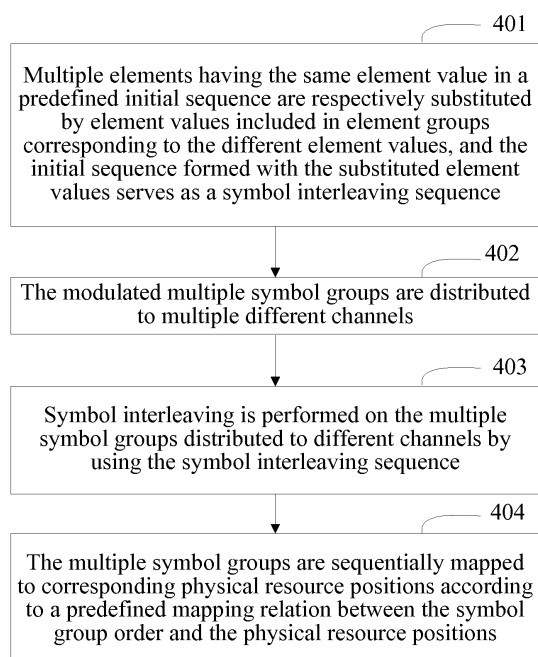 401
Multiple elements having the same element value in a
predefined initial sequence are respectively substituted
by element values included in element groups
corresponding to the different element values, and the
initial sequence formed with the substituted element
values serves as a symbol interleaving sequence
402
The modulated multiple symbol groups are distributed
to multiple different channels
403
Symbol interleaving is performed on the multiple
symbol groups distributed to different channels by
using the symbol interleaving sequence
404
The multiple symbol groups are sequentially mapped
to corresponding physical resource positions according
to a predefined mapping relation between the symbol
group order and the physical resource positions